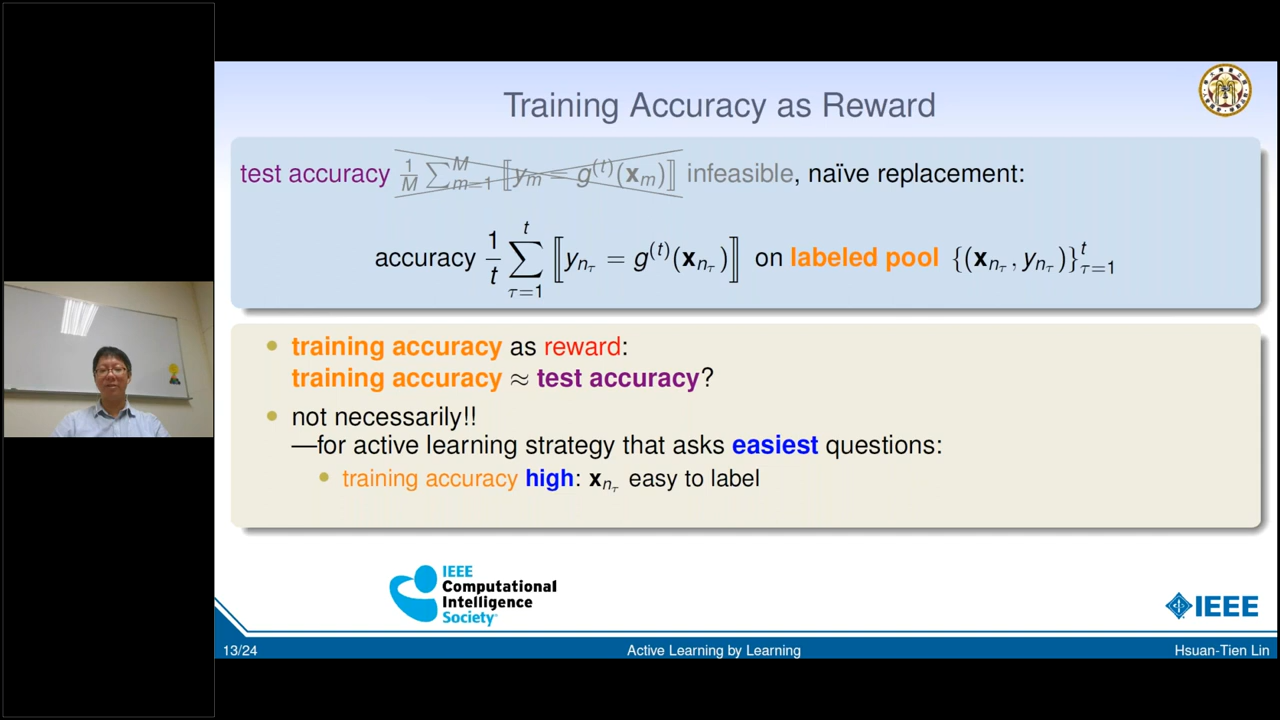 Training Accuracy as Reward
test accuracy 1/M ∑_{m=1}^{M} ⟦y_m = g^{(t)}(x_m)⟧ infeasible, naïve replacement:
accuracy 1/t ∑_{τ=1}^{t} ⟦y_{n_τ} = g^{(t)}(x_{n_τ})⟧ on labeled pool {(x_{n_τ}, y_{n_τ})}_{τ=1}^{t}
• training accuracy as reward:
training accuracy ≈ test accuracy?
• not necessarily!!
—for active learning strategy that asks easiest questions:
• training accuracy high: x_{n_τ} easy to label
IEEE
Computational
Intelligence
Society
IEEE
13/24
Active Learning by Learning
Hsuan-Tien Lin